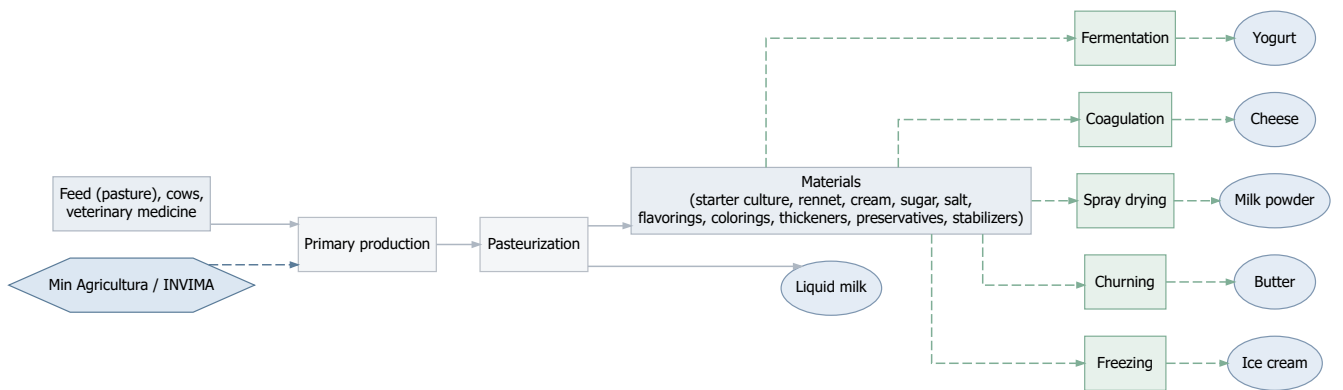 Fermentation
Yogurt
Coagulation
Cheese
Materials
(starter culture, rennet, cream, sugar, salt,
flavorings, colorings, thickeners, preservatives, stabilizers)
Feed (pasture), cows,
veterinary medicine
Spray drying
Milk powder
Primary production
Pasteurization
Min Agricultura / INVIMA
Liquid milk
Churning
Butter
Freezing
Ice cream